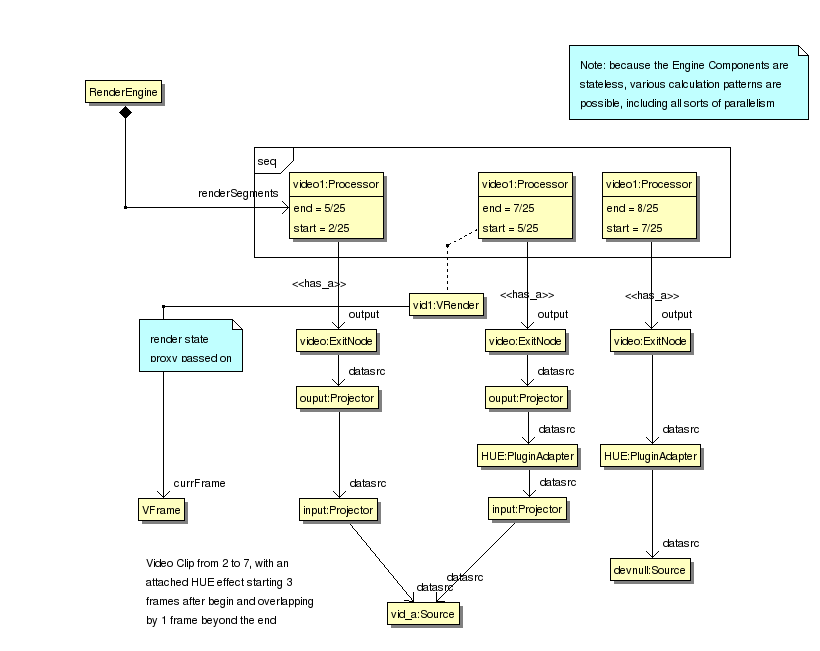 Note: because the Engine Components are
stateless, various calculation patterns are
possible, including all sorts of parallelism
RenderEngine
seq
renderSegments
video1:Processor
end = 5/25
start = 2/25
video1:Processor
end = 7/25
start = 5/25
video1:Processor
end = 8/25
start = 7/25
<<has_a>>
<<has_a>>
<<has_a>>
vid1:VRender
output
output
output
render state
proxy passed on
video:ExitNode
video:ExitNode
video:ExitNode
datasrc
datasrc
ouput:Projector
ouput:Projector
datasrc
datasrc
HUE:PluginAdapter
HUE:PluginAdapter
currFrame
datasrc
datasrc
VFrame
input:Projector
input:Projector
datasrc
devnull:Source
Video Clip from 2 to 7, with an
attached HUE effect starting 3
frames after begin and overlapping
by 1 frame beyond the end
datasrc
datasrc
vid_a:Source